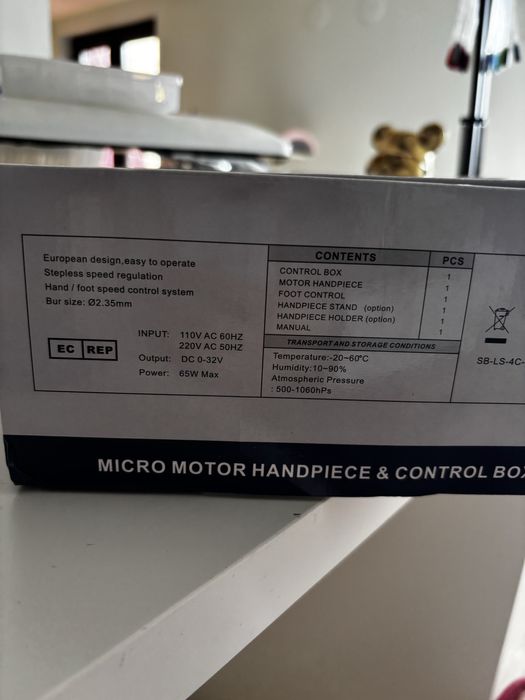 European design,easy to operate
Stepless speed regulation
Hand / foot speed control system
Bur size: Ø2.35mm
INPUT: 110V AC 60HZ
220V AC 50HZ
Output: DC 0-32V
Power: 65W Max
EC REP
CONTENTS PCS
CONTROL BOX 1
MOTOR HANDPIECE 1
FOOT CONTROL 1
HANDPIECE STAND (option) 1
HANDPIECE HOLDER (option) 1
MANUAL 1
TRANSPORT AND STORAGE CONDITIONS
Temperature:-20~60°C
Humidity:10~90%
Atmospheric Pressure
: 500-1060hPs
SB-LS-4C-
MICRO MOTOR HANDPIECE & CONTROL BOX